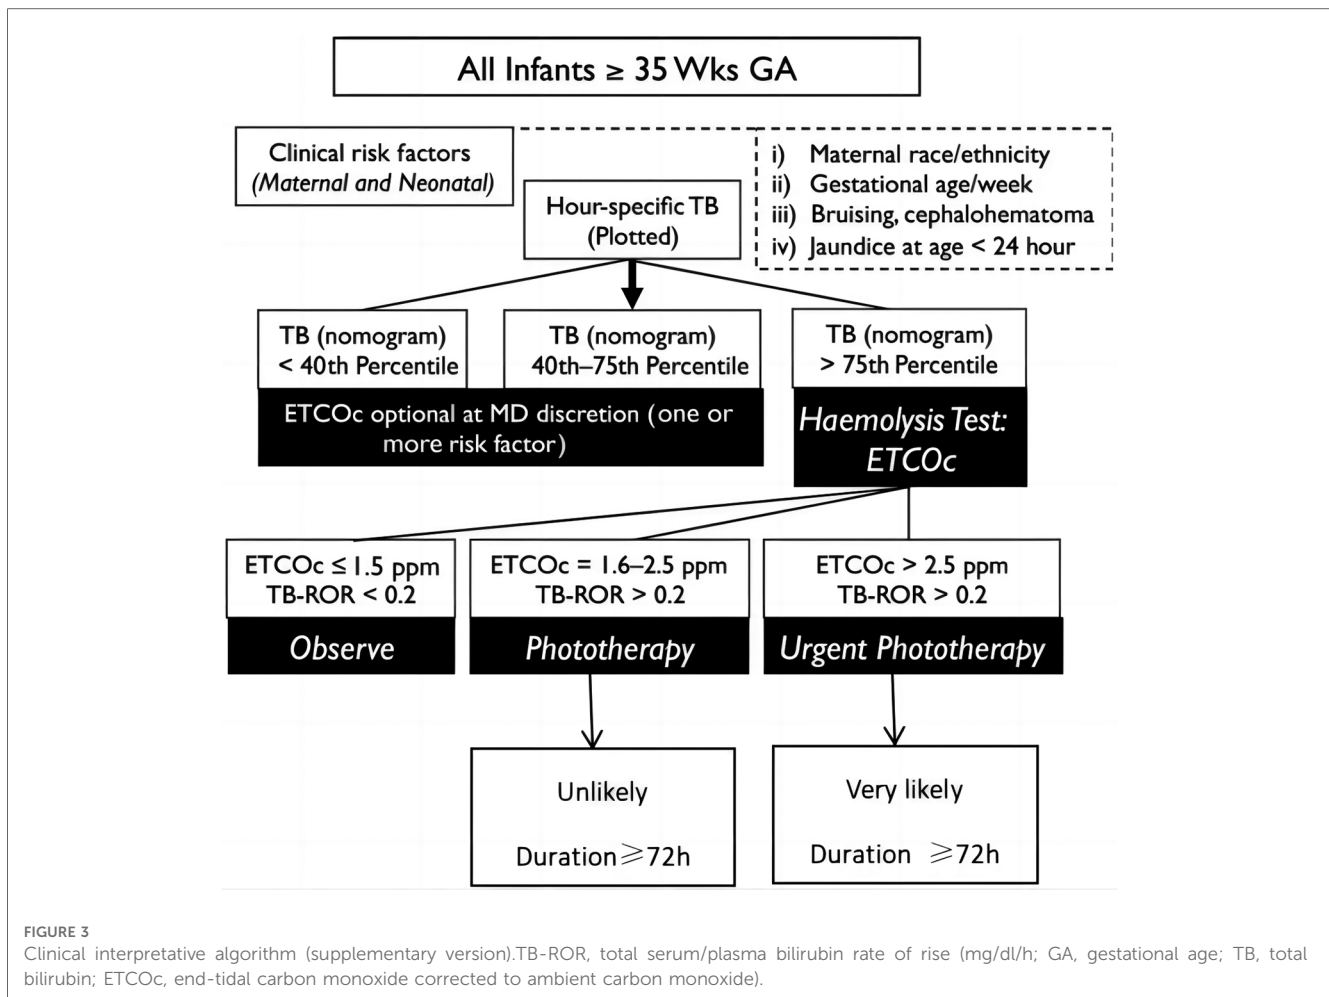 All Infants ≥ 35 Wks GA
Clinical risk factors
(Maternal and Neonatal)
i) Maternal race/ethnicity
ii) Gestational age/week
iii) Bruising, cephalohematoma
iv) Jaundice at age < 24 hour
Hour-specific TB
(Plotted)
TB (nomogram)
< 40th Percentile
TB (nomogram)
40th–75th Percentile
TB (nomogram)
> 75th Percentile
ETCOc optional at MD discretion (one or
more risk factor)
Haemolysis Test:
ETCOc
ETCOc ≤ 1.5 ppm
TB-ROR < 0.2
Observe
ETCOc = 1.6–2.5 ppm
TB-ROR > 0.2
Phototherapy
ETCOc > 2.5 ppm
TB-ROR > 0.2
Urgent Phototherapy
Unlikely
Duration ⩾72h
Very likely
Duration ⩾72h
FIGURE 3
Clinical interpretative algorithm (supplementary version).TB-ROR, total serum/plasma bilirubin rate of rise (mg/dl/h; GA, gestational age; TB, total
bilirubin; ETCOc, end-tidal carbon monoxide corrected to ambient carbon monoxide).